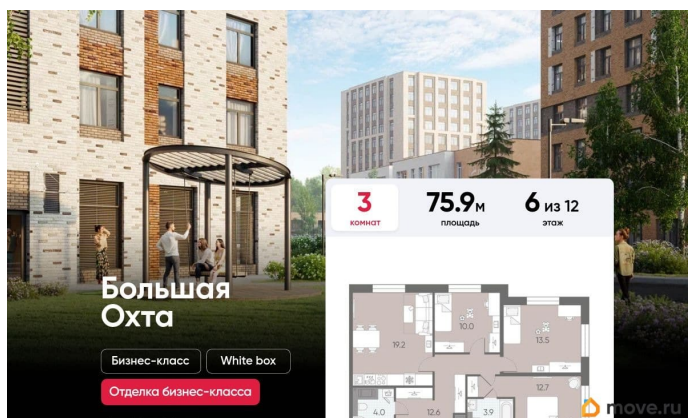 3
комнат
75.9м
площадь
6 из 12
этаж
Большая
Охта
Бизнес-класс
White box
Отделка бизнес-класса
19.2
10.0
13.5
4.0
12.6
3.9
12.7
move.ru